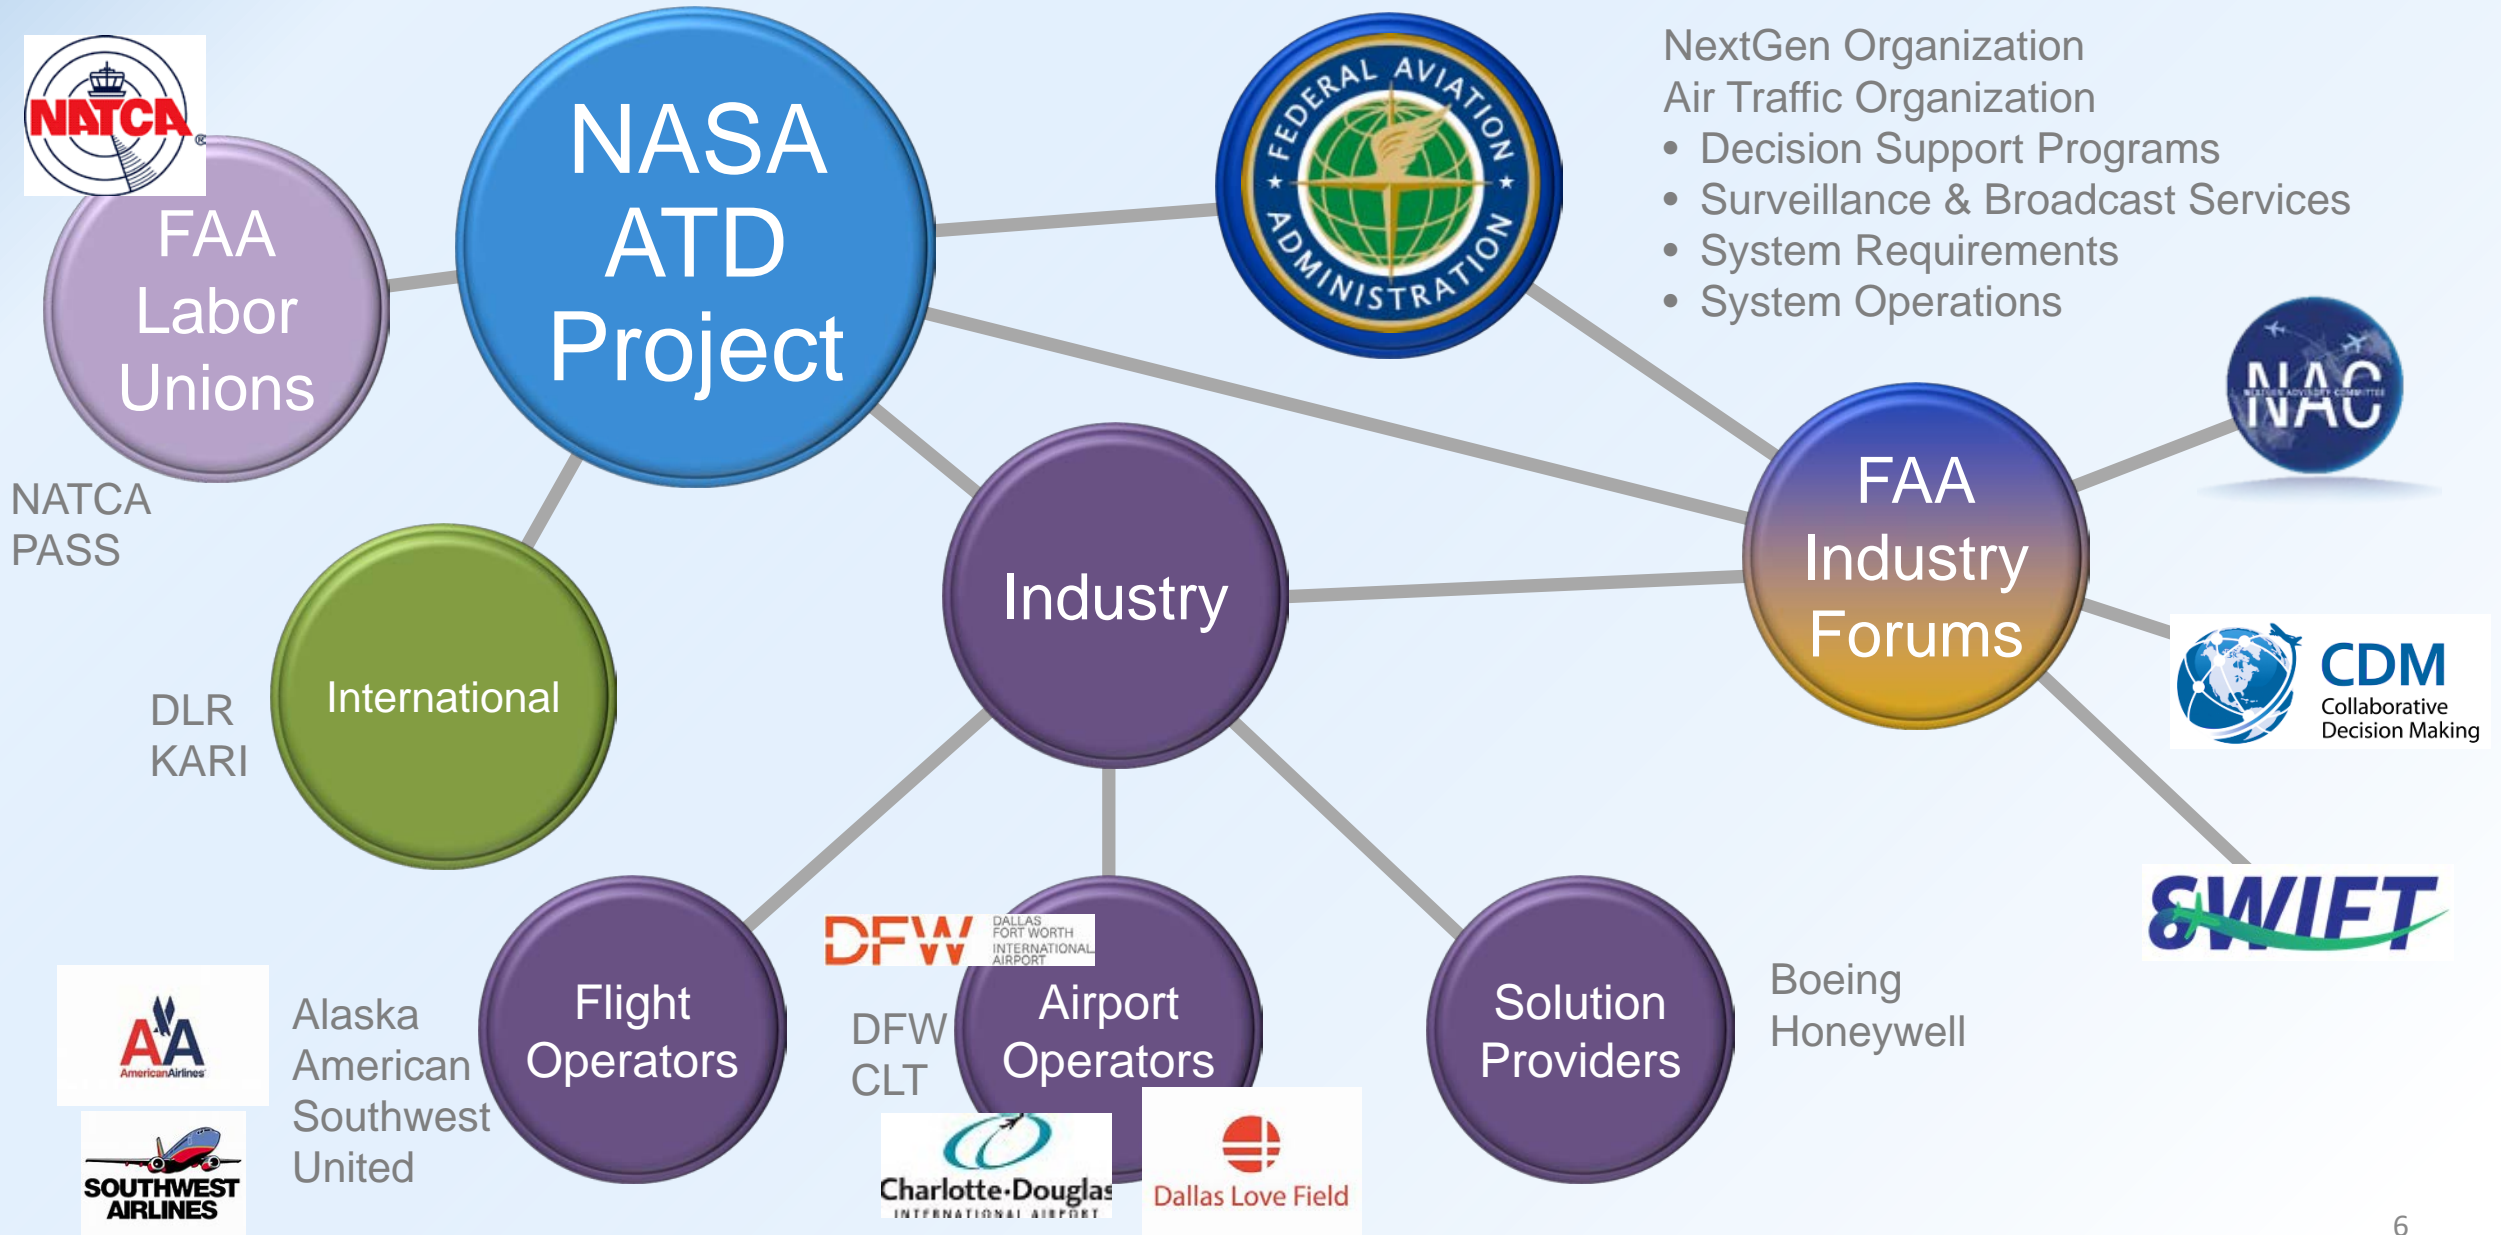 NATCA
®
FAA
Labor
Unions
NATCA
PASS
NASA
ATD
Project
FEDERAL AVIATION
ADMINISTRATION
NextGen Organization
Air Traffic Organization
• Decision Support Programs
• Surveillance & Broadcast Services
• System Requirements
• System Operations
NAC
NEXTGEN ADVISORY COMMITTEE
FAA
Industry
Forums
CDM
Collaborative
Decision Making
SWIFT
Industry
International
DLR
KARI
Flight
Operators
AA
AmericanAirlines
SOUTHWEST
AIRLINES
Alaska
American
Southwest
United
DFW
DALLAS
FORT WORTH
INTERNATIONAL
AIRPORT
Airport
Operators
DFW
CLT
Charlotte·Douglas
INTERNATIONAL AIRPORT
Dallas Love Field
Solution
Providers
Boeing
Honeywell
6